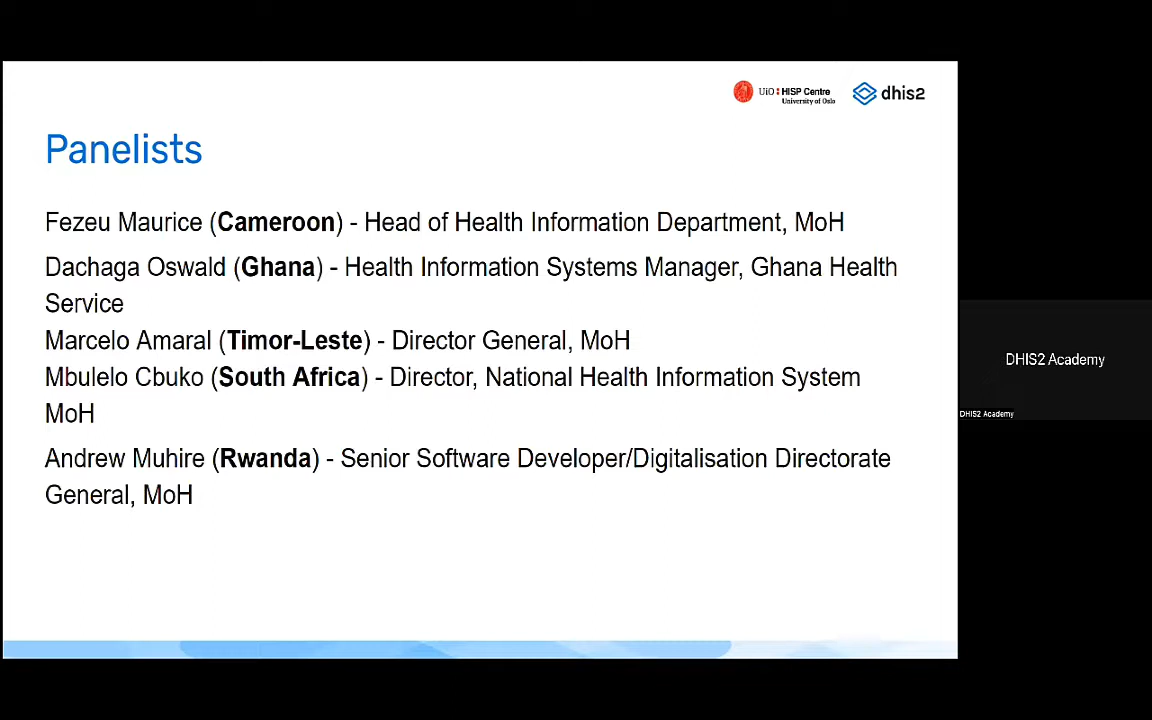 UiO : HISP Centre
University of Oslo
dhis2
Panelists
Fezeu Maurice (Cameroon) - Head of Health Information Department, MoH
Dachaga Oswald (Ghana) - Health Information Systems Manager, Ghana Health
Service
Marcelo Amaral (Timor-Leste) - Director General, MoH
Mbulelo Cbuko (South Africa) - Director, National Health Information System
MoH
Andrew Muhire (Rwanda) - Senior Software Developer/Digitalisation Directorate
General, MoH
DHIS2 Academy
DHIS2 Academy